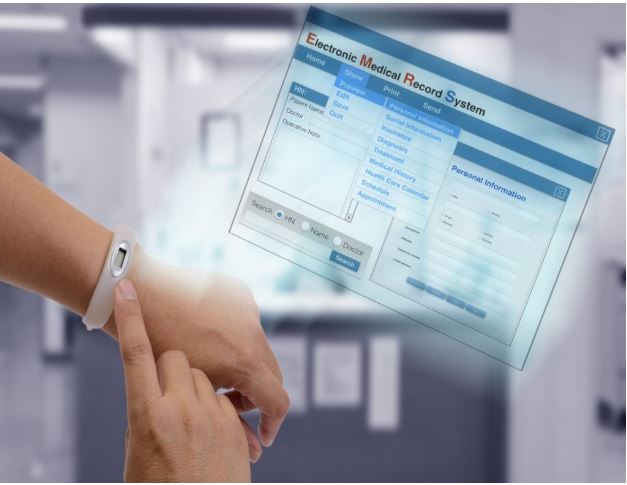 Electronic Medical Record System
Home Show Print Send
Preview
Edit
Save
Quit
Personal Information
Social Information
Insurance
Diagnosis
Treatment
Medical History
Health Care Calendar
Schedule
Appointment
HN:
Patient Name
Doctor
Operative Note
Search HN Name Doctor
Search
Personal Information